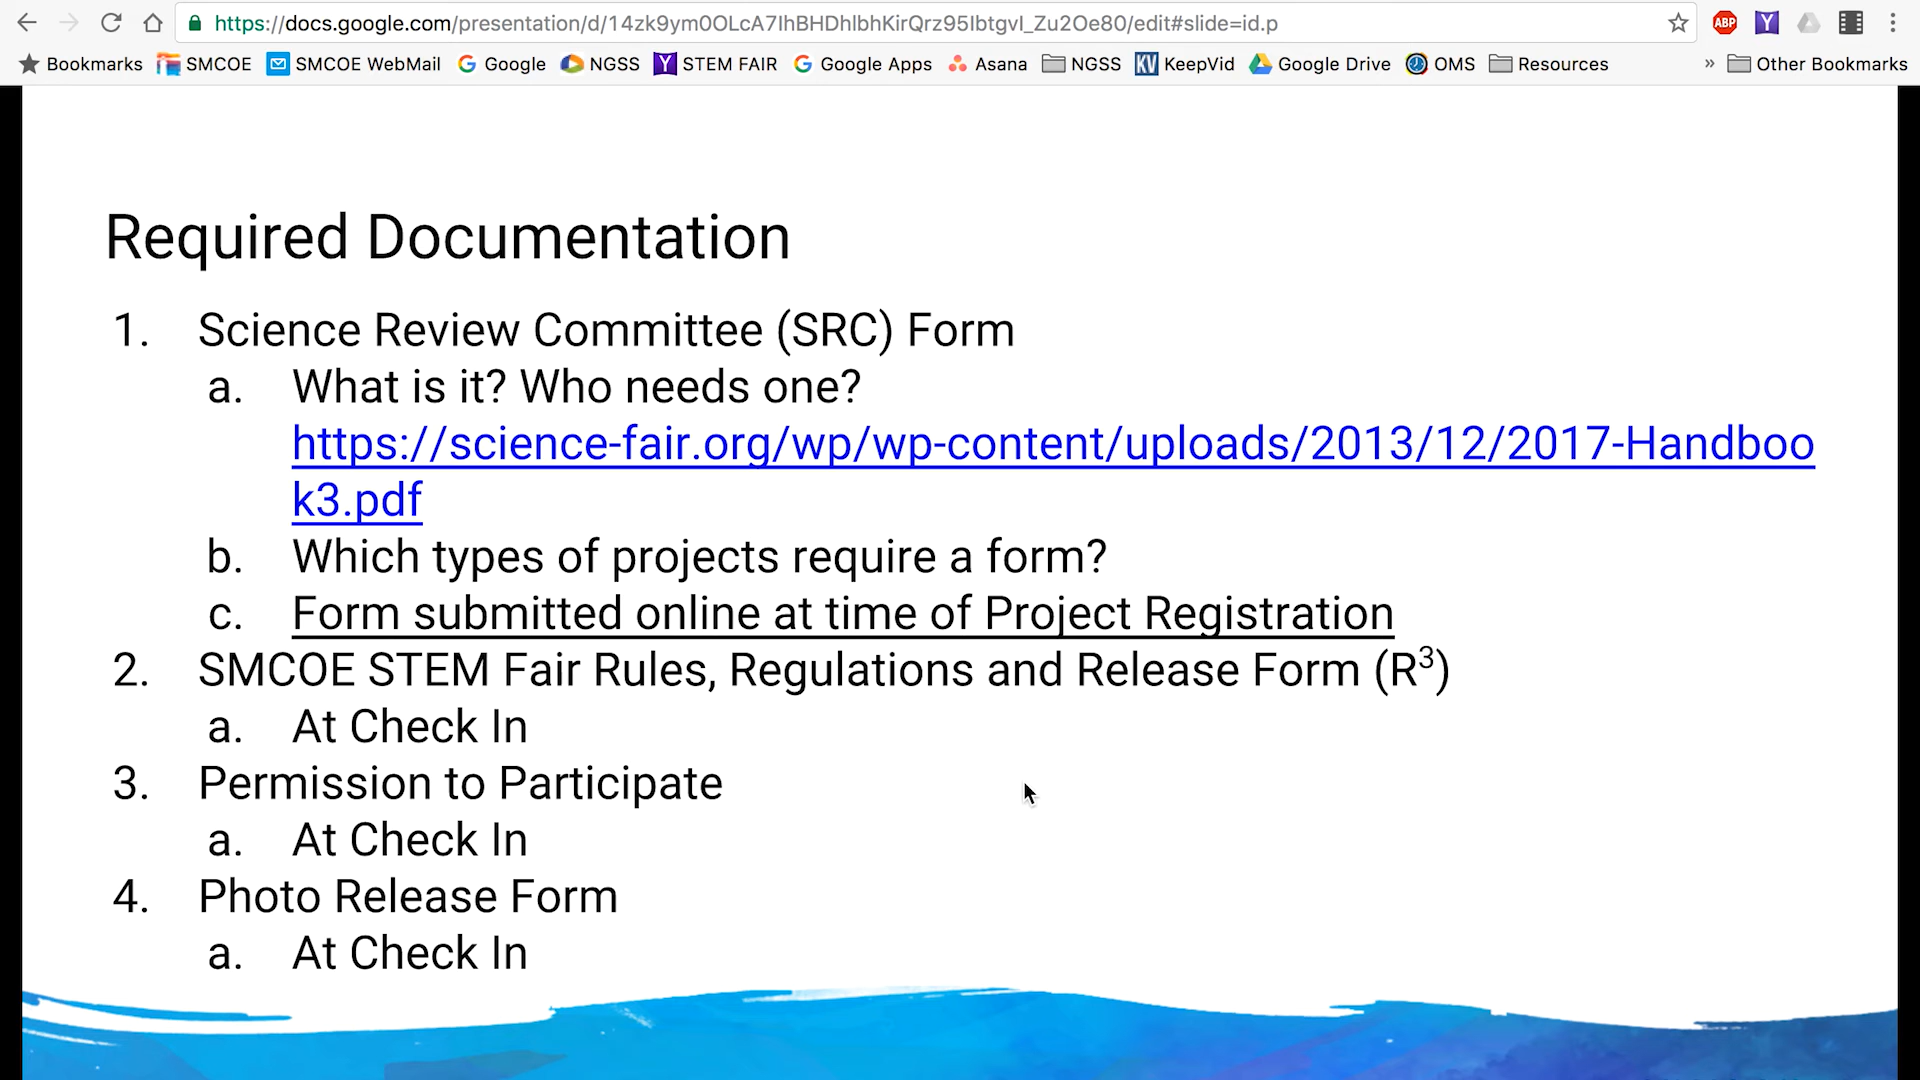 https://docs.google.com/presentation/d/14zk9ym0OLcA7IhBHDhlbhKirQrz95Ibtgvl_Zu2Oe80/edit#slide=id.p
ABP
Bookmarks SMCOE SMCOE WebMail Google NGSS STEM FAIR Google Apps Asana NGSS KV KeepVid Google Drive OMS Resources » Other Bookmarks
Required Documentation
1. Science Review Committee (SRC) Form
a. What is it? Who needs one?
https://science-fair.org/wp/wp-content/uploads/2013/12/2017-Handboo
k3.pdf
b. Which types of projects require a form?
c. Form submitted online at time of Project Registration
2. SMCOE STEM Fair Rules, Regulations and Release Form (R³)
a. At Check In
3. Permission to Participate
a. At Check In
4. Photo Release Form
a. At Check In